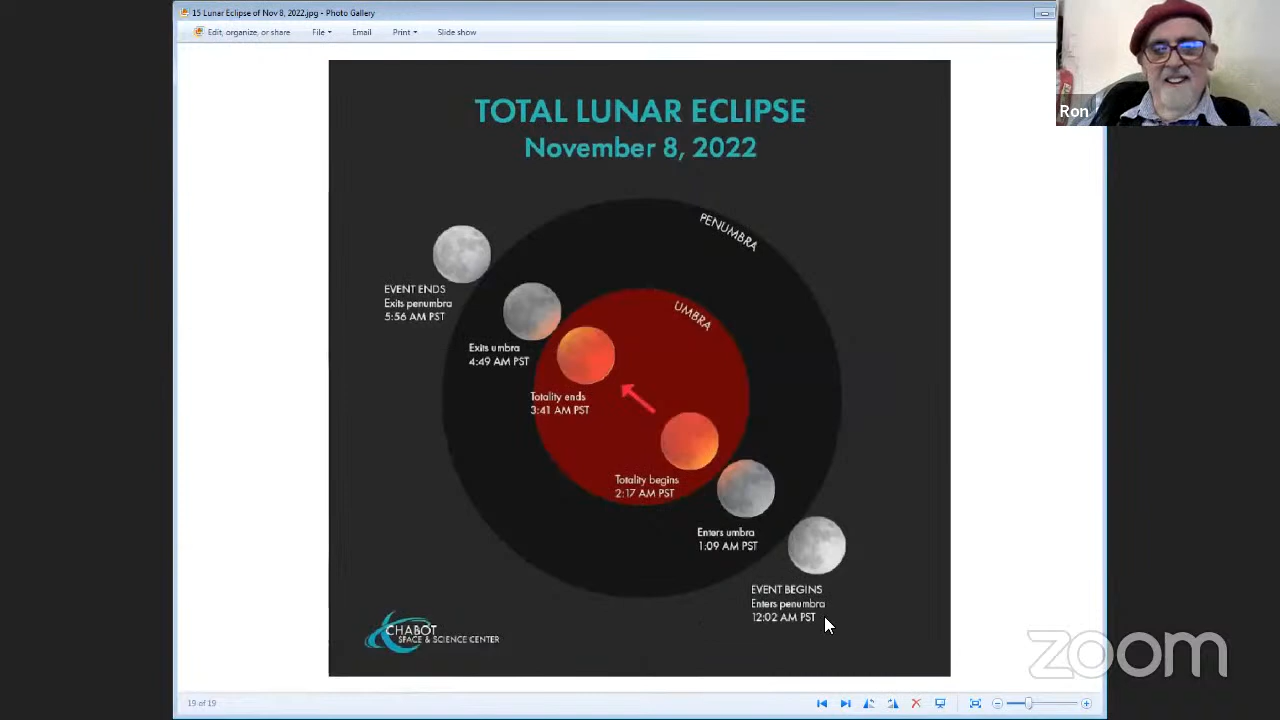 15 Lunar Eclipse of Nov 8, 2022.jpg - Photo Gallery
Edit, organize, or share File Email Print Slide show
Ron
TOTAL LUNAR ECLIPSE
November 8, 2022
PENUMBRA
UMBRA
EVENT ENDS
Exits penumbra
5:56 AM PST
Exits umbra
4:49 AM PST
Totality ends
3:41 AM PST
Totality begins
2:17 AM PST
Enters umbra
1:09 AM PST
EVENT BEGINS
Enters penumbra
12:02 AM PST
CHABOT
SPACE & SCIENCE CENTER
zoom
19 of 19